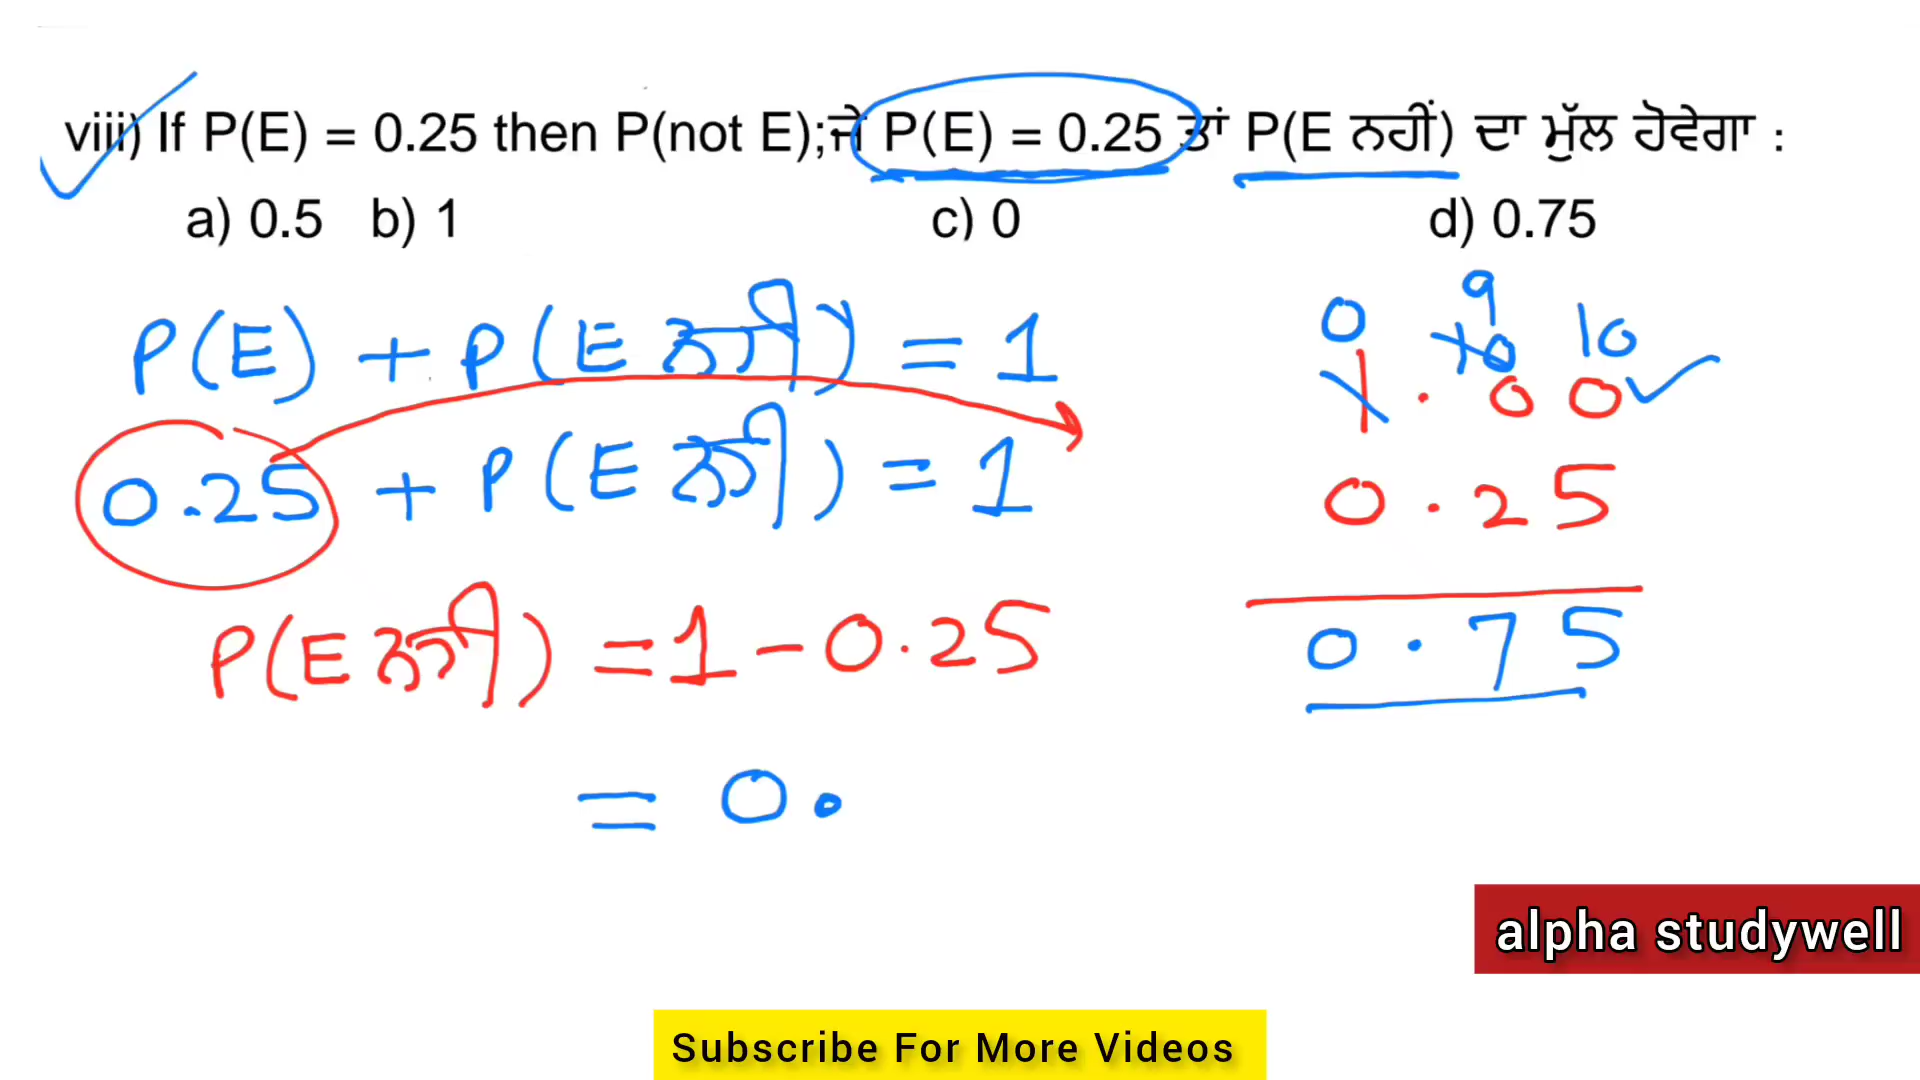 viii) If P(E) = 0.25 then P(not E);ਜੇ P(E) = 0.25 ਤਾਂ P(E ਨਹੀਂ) ਦਾ ਮੁੱਲ ਹੋਵੇਗਾ :
a) 0.5 b) 1 c) 0 d) 0.75
P(E) + P(E ਨਹੀਂ) = 1
0.25 + P(E ਨਹੀਂ) = 1
P(E ਨਹੀਂ) = 1 - 0.25
= 0.
0 9
10 10
1.00
0.25
0.75
alpha studywell
Subscribe For More Videos